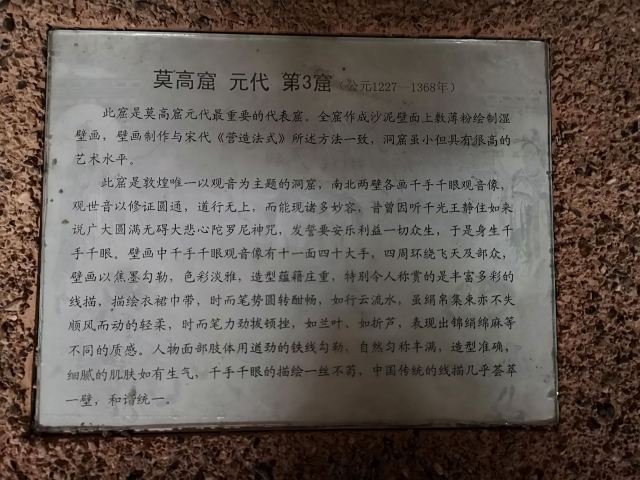 莫高窟 元代 第3窟（公元1227—1368年）
此窟是莫高窟元代最重要的代表窟。全窟作成沙泥壁面上敷薄粉绘制湿
壁画，壁画制作与宋代《营造法式》所述方法一致，洞窟虽小但具有很高的
艺术水平。
此窟是敦煌唯一以观音为主题的洞窟，南北两壁各画千手千眼观音像，
观世音以修证圆通，道行无上，而能现诸多妙容，昔曾因听千光王静住如来
说广大圆满无碍大悲心陀罗尼神咒，发誓要安乐利益一切众生，于是身生千
手千眼。壁画中千手千眼观音像有十一面四十大手，四周环绕飞天及部众，
壁画以焦墨勾勒，色彩淡雅，造型蕴藉庄重，特别令人称赏的是丰富多彩的
线描，描绘衣裙巾带，时而笔势圆转酣畅，如行云流水，虽绢帛集束亦不失
顺风而动的轻柔，时而笔力劲拔顿挫，如兰叶、如折芦，表现出锦绢绵麻等
不同的质感。人物面部肢体用遒劲的铁线勾勒，自然匀称丰满，造型准确，
细腻的肌肤如有生气，千手千眼的描绘一丝不苟，中国传统的线描几乎荟萃
一壁，和谐统一。